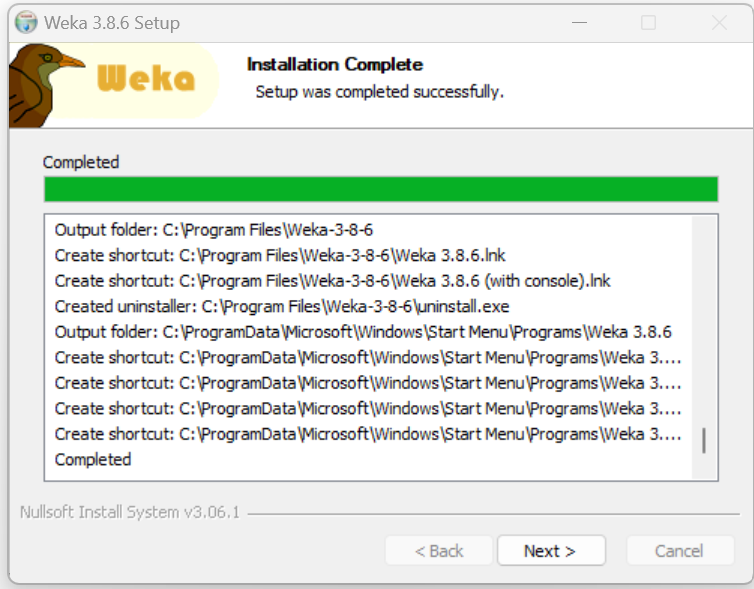 Weka 3.8.6 Setup
Weka
Installation Complete
Setup was completed successfully.
Completed
Output folder: C:\Program Files\Weka-3-8-6
Create shortcut: C:\Program Files\Weka-3-8-6\Weka 3.8.6.lnk
Create shortcut: C:\Program Files\Weka-3-8-6\Weka 3.8.6 (with console).lnk
Created uninstaller: C:\Program Files\Weka-3-8-6\uninstall.exe
Output folder: C:\ProgramData\Microsoft\Windows\Start Menu\Programs\Weka 3.8.6
Create shortcut: C:\ProgramData\Microsoft\Windows\Start Menu\Programs\Weka 3....
Create shortcut: C:\ProgramData\Microsoft\Windows\Start Menu\Programs\Weka 3....
Create shortcut: C:\ProgramData\Microsoft\Windows\Start Menu\Programs\Weka 3....
Create shortcut: C:\ProgramData\Microsoft\Windows\Start Menu\Programs\Weka 3....
Completed
Nullsoft Install System v3.06.1
< Back Next > Cancel